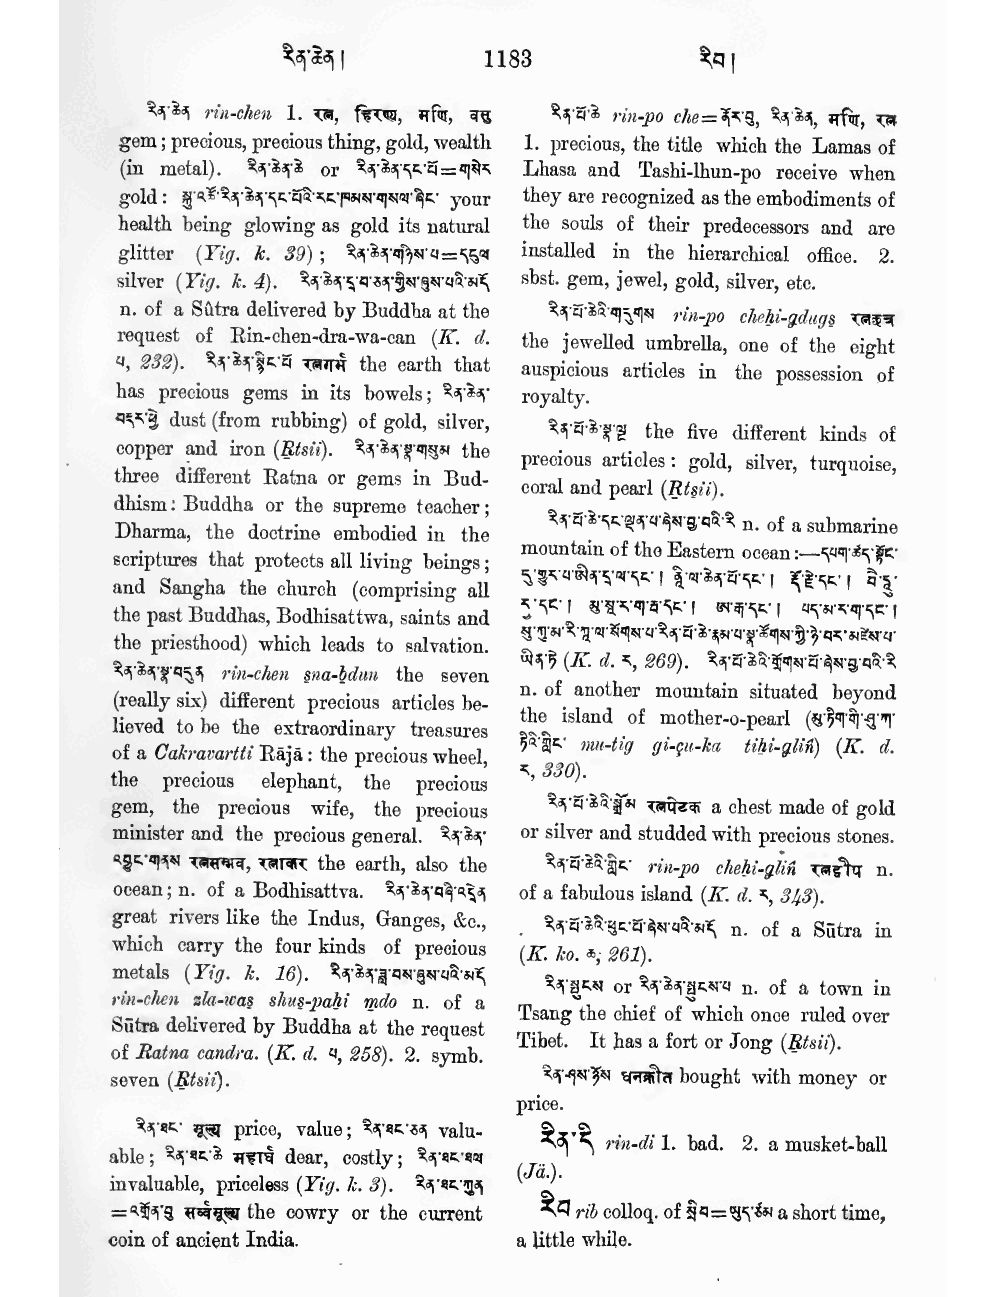 རིན་ཆེན། 1183 རིབ།
རིན་ཆེན rin-chen 1. रत्न, हिरण्य, मणि, वसु
gem; precious, precious thing, gold, wealth
(in metal). རིན་ཆེན་ཆེ or རིན་ཆེན་དང་པོ=གསེར
gold: སྐུ་འཚོ་རིན་ཆེན་དང་པོའི་རང་ཁམས་གསལ་ཞིང་ your
health being glowing as gold its natural
glitter (Yig. k. 39); རིན་ཆེན་གཉིས་པ=དངུལ
silver (Yig. k. 4). རིན་ཆེན་དྲ་བ་ཅན་གྱིས་ཞུས་པའི་མདོ
n. of a Sûtra delivered by Buddha at the
request of Rin-chen-dra-wa-can (K. d.
པ, 232). རིན་ཆེན་སྙིང་པོ रत्नगर्भ the earth that
has precious gems in its bowels; རིན་ཆེན་
བདར་ཕྱེ dust (from rubbing) of gold, silver,
copper and iron (Ṟtsii). རིན་ཆེན་སྣ་གསུམ the
three different Ratna or gems in Bud-
dhism: Buddha or the supreme teacher;
Dharma, the doctrine embodied in the
scriptures that protects all living beings;
and Sangha the church (comprising all
the past Buddhas, Bodhisattwa, saints and
the priesthood) which leads to salvation.
རིན་ཆེན་སྣ་བདུན rin-chen s̱na-ḇdun the seven
(really six) different precious articles be-
lieved to be the extraordinary treasures
of a Cakravartti Rājā: the precious wheel,
the precious elephant, the precious
gem, the precious wife, the precious
minister and the precious general. རིན་ཆེན་
འབྱུང་གནས रत्नसम्भव, रत्नाकर the earth, also the
ocean; n. of a Bodhisattva. རིན་ཆེན་བཞི་འདྲེན
great rivers like the Indus, Ganges, &c.,
which carry the four kinds of precious
metals (Yig. k. 16). རིན་ཆེན་ཟླ་བས་ཞུས་པའི་མདོ
rin-chen zla-was̱ shus̱-paḥi m̱do n. of a
Sūtra delivered by Buddha at the request
of Ratna candra. (K. d. པ, 258). 2. symb.
seven (Ṟtsii).
རིན་ཐང་ मूल्य price, value; རིན་ཐང་ཅན valu-
able; རིན་ཐང་ཆེ महार्घ dear, costly; རིན་ཐང་ཐལ
invaluable, priceless (Yig. k. 3). རིན་ཐང་ཀུན
=འགྲོན་བུ सर्व्वमूल्य the cowry or the current
coin of ancient India.
རིན་པོ་ཆེ rin-po che=ནོར་བུ, རིན་ཆེན, मणि, रत्न
1. precious, the title which the Lamas of
Lhasa and Tashi-lhun-po receive when
they are recognized as the embodiments of
the souls of their predecessors and are
installed in the hierarchical office. 2.
sbst. gem, jewel, gold, silver, etc.
རིན་པོ་ཆེའི་གདུགས rin-po cheḥi-gdugs̱ रत्नछत्र
the jewelled umbrella, one of the eight
auspicious articles in the possession of
royalty.
རིན་པོ་ཆེ་སྣ་ལྔ the five different kinds of
precious articles: gold, silver, turquoise,
coral and pearl (Ṟtsii).
རིན་པོ་ཆེ་དང་ལྡན་པ་ཞེས་བྱ་བའི་རི n. of a submarine
mountain of the Eastern ocean:—དཔག་ཚད་སྟོང་
དུ་གྱུར་པ་ཨིནྡྲ་ནཱི་ལ་ཆེན་པོ་དང་། རྡོ་རྗེ་དང་། བཻ་ཌཱུ་
རྱ་དང་། མུ་སཱ་ར་གལ་བ་དང་། ཨ་རྒ་དང་། པད་མ་རཱ་ག་དང་།
ཀུ་སུ་མ་རི་ཀཱ་ལ་སོགས་པ་རིན་པོ་ཆེ་རྣམ་པ་སྣ་ཚོགས་ཀྱི་ཉེ་བར་མཛེས་པ་
ཡིན་ཏེ (K. d. ར, 269). རིན་པོ་ཆེའི་གྲོགས་པོ་ཞེས་བྱ་བའི་རི
n. of another mountain situated beyond
the island of mother-o-pearl (མུ་ཏིག་གི་ཤུ་ཀ་
ཏིའི་གླིང་ mu-tig gi-çu-ka tiḥi-gliṅ) (K. d.
ར, 330).
རིན་པོ་ཆེའི་སྒྲོམ रत्नपेटक a chest made of gold
or silver and studded with precious stones.
རིན་པོ་ཆེའི་གླིང་ rin-po cheḥi-gliṅ रत्नद्वीप n.
of a fabulous island (K. d. ར, 343).
རིན་པོ་ཆེའི་ཕུང་པོ་ཞེས་པའི་མདོ n. of a Sūtra in
(K. ko. ཆ, 261).
རིན་སྤུངས or རིན་ཆེན་སྤུངས་པ n. of a town in
Tsang the chief of which once ruled over
Tibet. It has a fort or Jong (Ṟtsii).
རིན་ཤས་ཉོས धनक्रीत bought with money or
price.
རིན་དི rin-di 1. bad. 2. a musket-ball
(Jä.).
རིབ rib colloq. of སྲིབ=ཡུད་ཙམ a short time,
a little while.